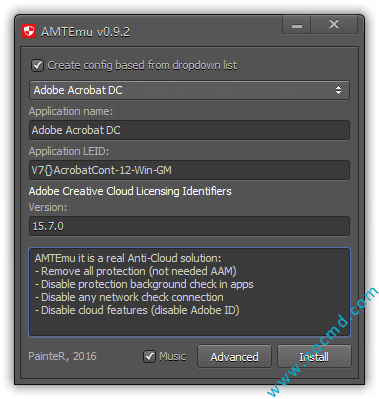 AMTEmu v0.9.2
Create config based from dropdown list
Adobe Acrobat DC
Application name:
Adobe Acrobat DC
Application LEID:
V7{}AcrobatCont-12-Win-GM
Adobe Creative Cloud Licensing Identifiers
Version:
15.7.0
AMTEmu it is a real Anti-Cloud solution:
- Remove all protection (not needed AAM)
- Disable protection background check in apps
- Disable any network check connection
- Disable cloud features (disable Adobe ID)
PainteR, 2016
Music
Advanced
Install